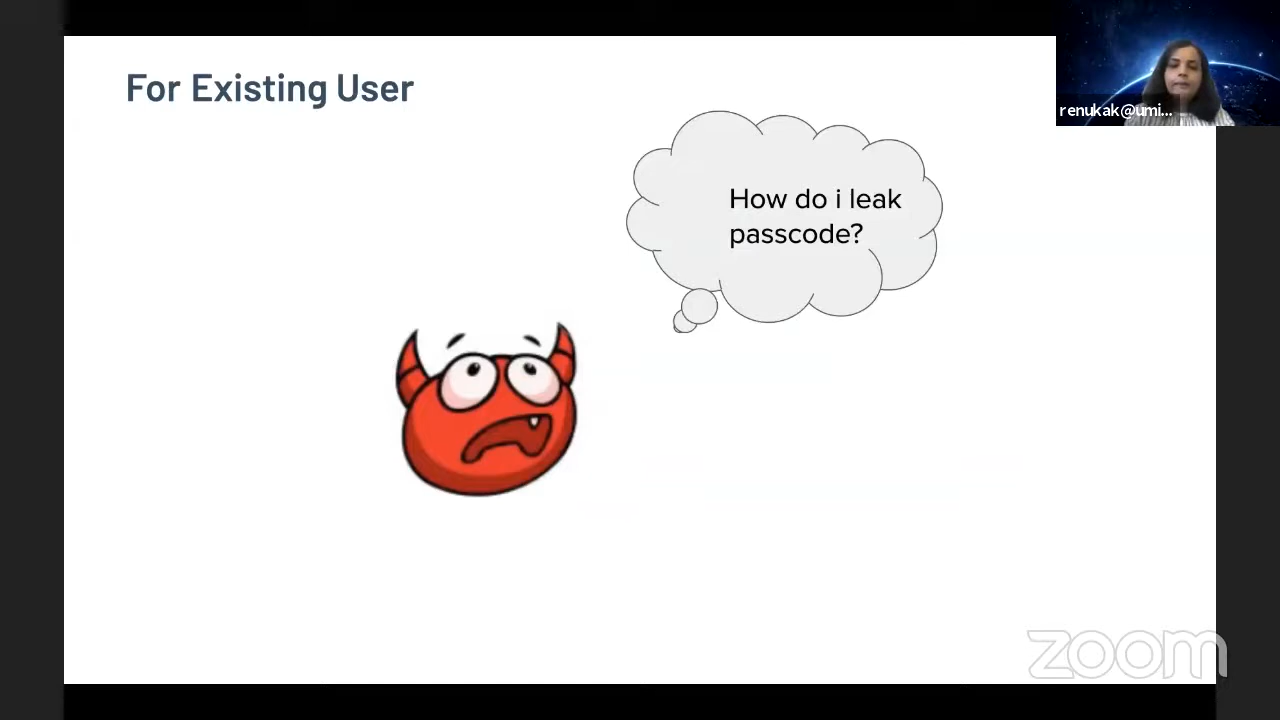 For Existing User
renukak@umi...
How do i leak
passcode?
zoom